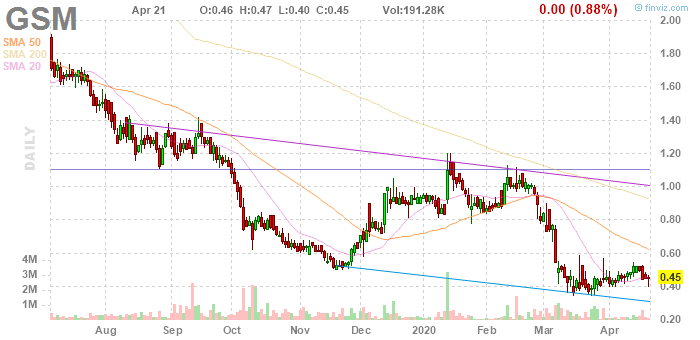 GSM Apr 21 O:0.46 H:0.47 L:0.40 C:0.45 Vol:191.28K 0.00 (0.88%) © finviz.com
SMA 50
SMA 200
SMA 20
DAILY
2.00
1.80
1.60
1.40
1.20
1.00
0.80
0.60
0.45
0.40
0.20
4M
3M
2M
1M
Aug Sep Oct Nov Dec 2020 Feb Mar Apr